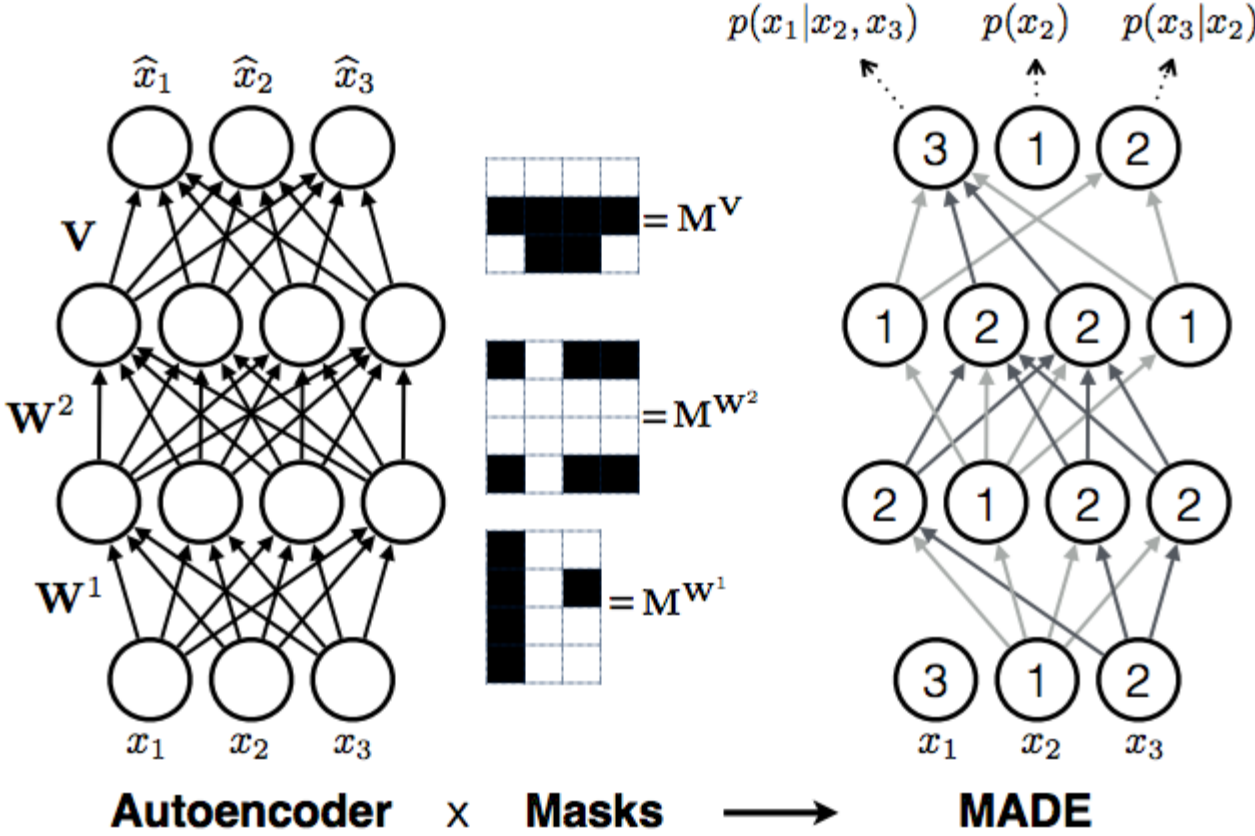 p(x₁|x₂, x₃) p(x₂) p(x₃|x₂)
x̂₁ x̂₂ x̂₃
3 1 2
V
= Mⱽ
1 2 2 1
W²
= M^W²
2 1 2 2
W¹
= M^W¹
3 1 2
x₁ x₂ x₃ x₁ x₂ x₃
Autoencoder x Masks → MADE